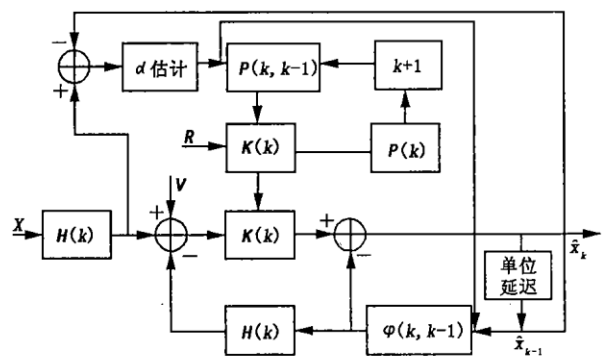 −
+
α 估计
P(k, k−1)
k+1
R
K(k)
P(k)
V
X
H(k)
+
−
K(k)
+
−
x̂ₖ
单位
延迟
H(k)
φ(k, k−1)
x̂ₖ₋₁